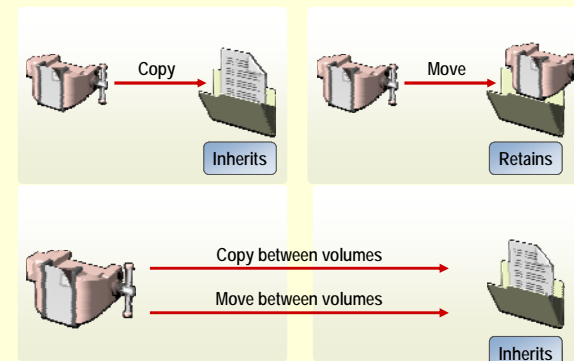 Copy
Inherits
Move
Retains
Copy between volumes
Move between volumes
Inherits